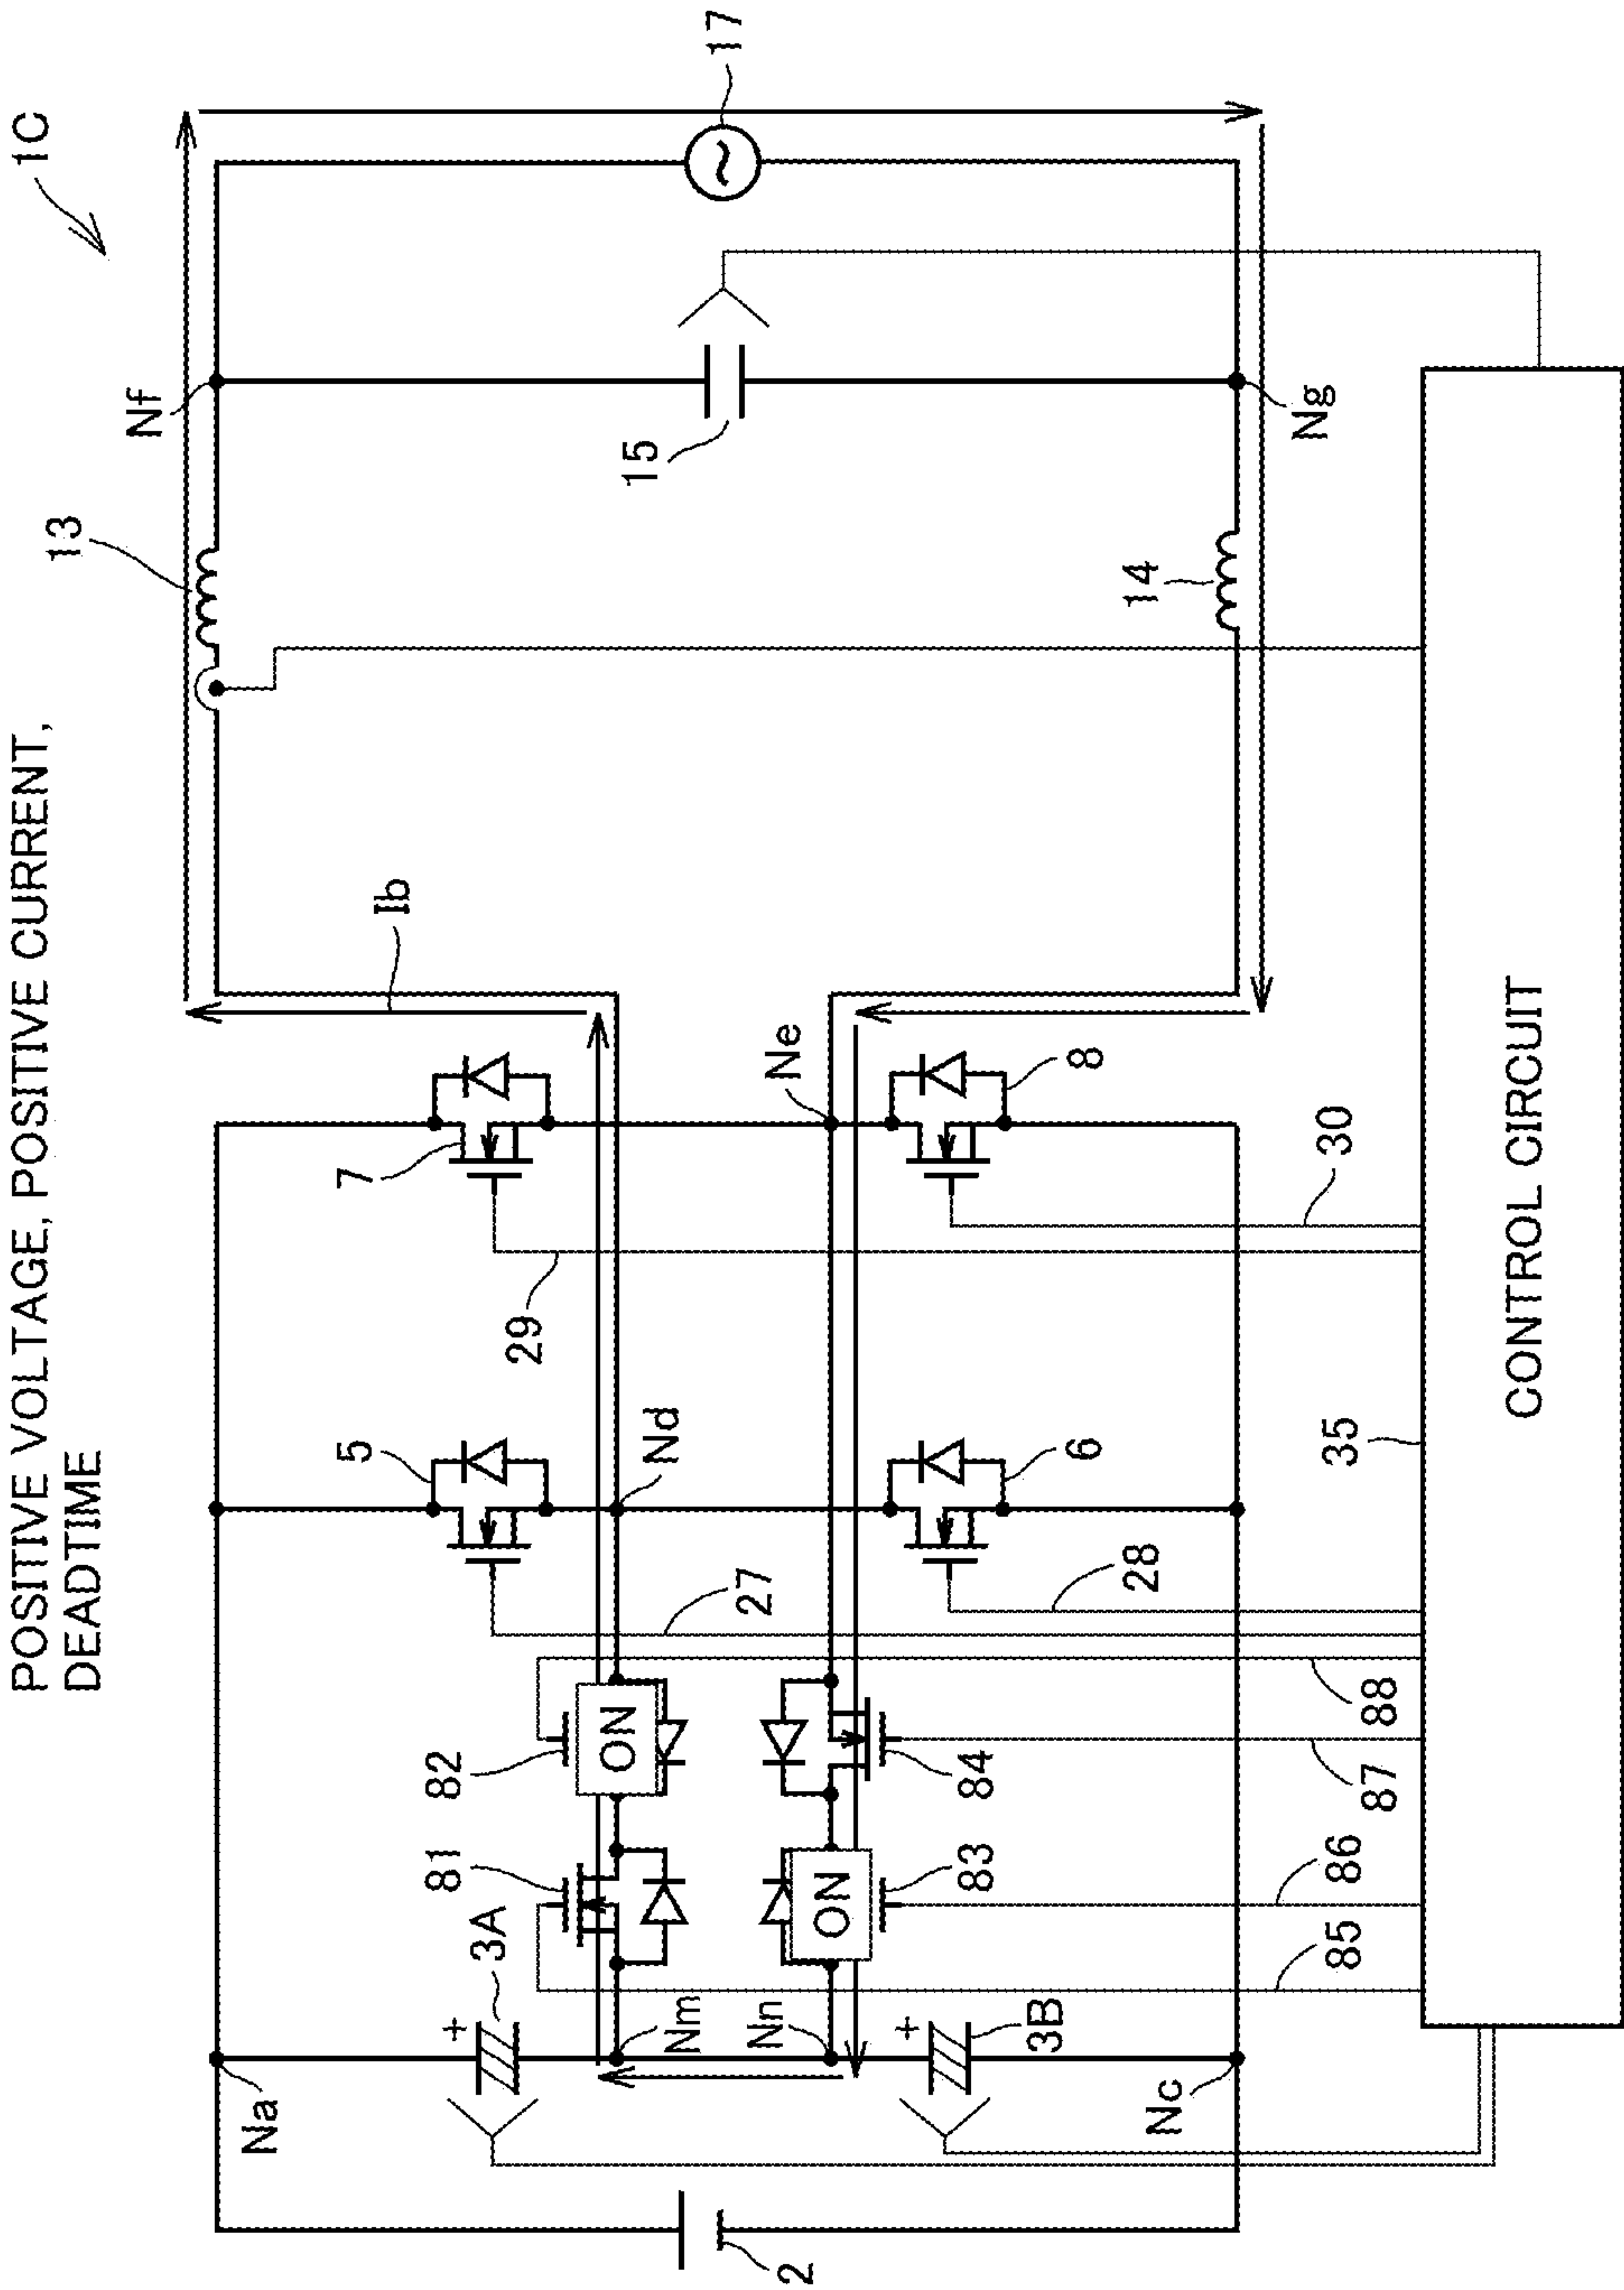 POSITIVE VOLTAGE, POSITIVE CURRENT,
DEADTIME
1C
13
Nf
17
Na
Ib
3A
5
7
81
82
Nd
29
15
Nm
ON
27
Ne
2
Nn
ON
+
+
83
84
3B
6
8
14
Nc
28
30
Ng
85
86
87
88
35
CONTROL CIRCUIT